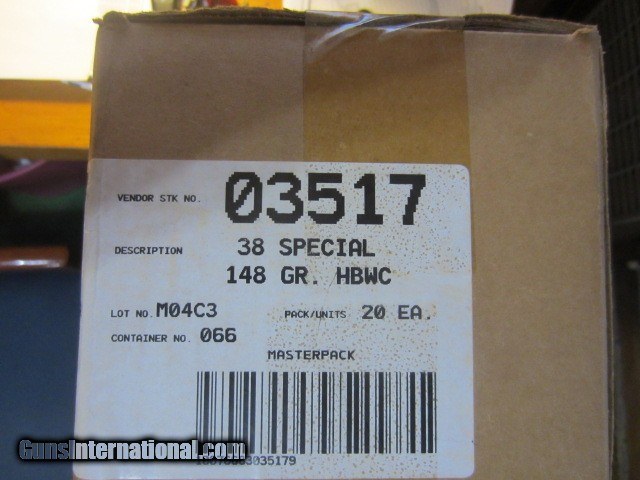 VENDOR STK NO. 03517
DESCRIPTION 38 SPECIAL
148 GR. HBWC
LOT NO. M04C3 PACK/UNITS 20 EA.
CONTAINER NO. 066
MASTERPACK
GunsInternational.com